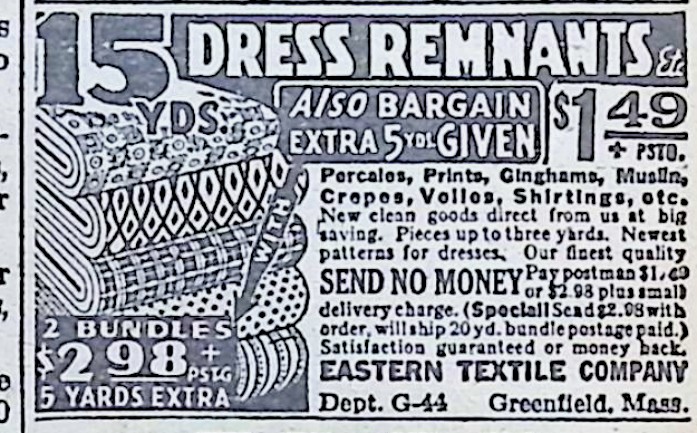 15 YDS.
DRESS REMNANTS Etc
ALSO BARGAIN
EXTRA 5 YDS. GIVEN
$1.49
+ PSTG.
Percales, Prints, Ginghams, Muslin,
Crepes, Voiles, Shirtings, etc.
New clean goods direct from us at big
saving. Pieces up to three yards. Newest
patterns for dresses. Our finest quality
SEND NO MONEY Pay postman $1.49
or $2.98 plus small
delivery charge. (Special! Send $2.98 with
order, will ship 20 yd. bundle postage paid.)
Satisfaction guaranteed or money back.
EASTERN TEXTILE COMPANY
Dept. G-44 Greenfield, Mass.
WITH
2 BUNDLES
$2.98 + PSTG
5 YARDS EXTRA